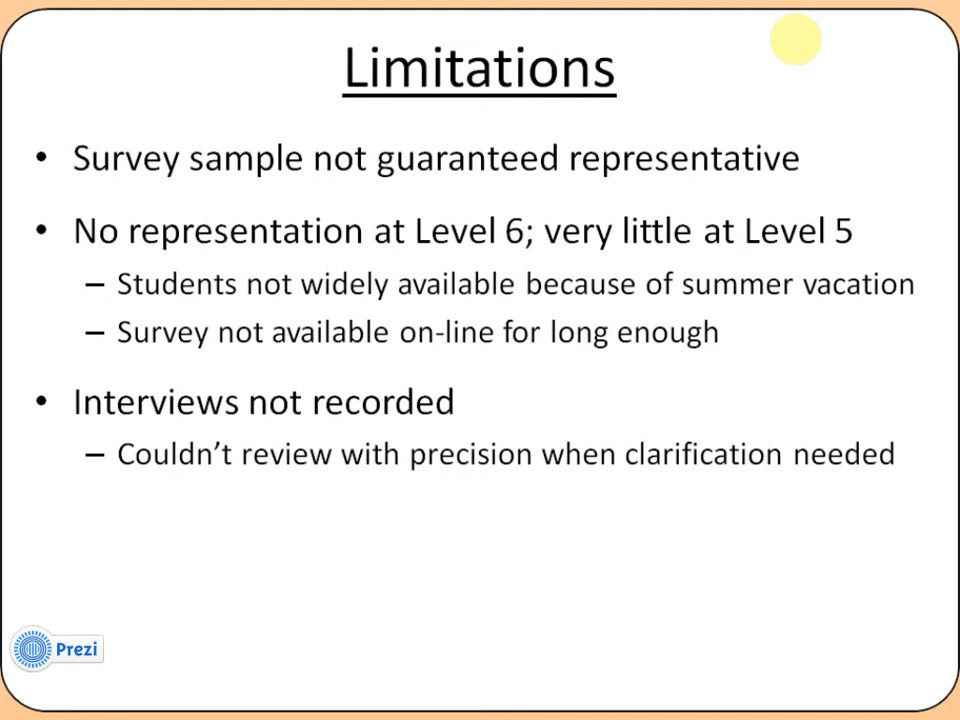 Limitations
• Survey sample not guaranteed representative
• No representation at Level 6; very little at Level 5
– Students not widely available because of summer vacation
– Survey not available on-line for long enough
• Interviews not recorded
– Couldn’t review with precision when clarification needed
Prezi